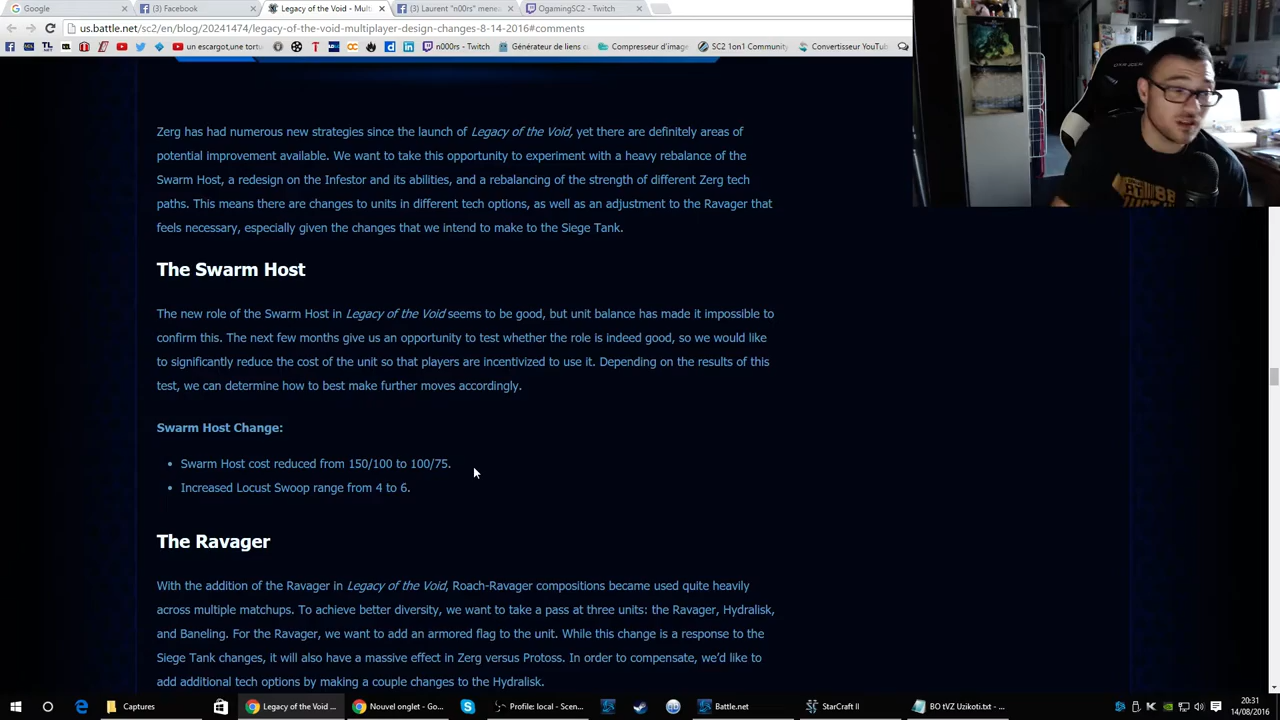 Google
(3) Facebook
Legacy of the Void - Mult
(3) Laurent "n00rs" mene
OgamingSC2 - Twitch
us.battle.net/sc2/en/blog/20241474/legacy-of-the-void-multiplayer-design-changes-8-14-2016#comments
un escargot,une tortu
n000rs - Twitch
Générateur de liens c
Compresseur d'image
SC2 1on1 Community
Convertisseur YouTub
Zerg has had numerous new strategies since the launch of Legacy of the Void, yet there are definitely areas of
potential improvement available. We want to take this opportunity to experiment with a heavy rebalance of the
Swarm Host, a redesign on the Infestor and its abilities, and a rebalancing of the strength of different Zerg tech
paths. This means there are changes to units in different tech options, as well as an adjustment to the Ravager that
feels necessary, especially given the changes that we intend to make to the Siege Tank.
The Swarm Host
The new role of the Swarm Host in Legacy of the Void seems to be good, but unit balance has made it impossible to
confirm this. The next few months give us an opportunity to test whether the role is indeed good, so we would like
to significantly reduce the cost of the unit so that players are incentivized to use it. Depending on the results of this
test, we can determine how to best make further moves accordingly.
Swarm Host Change:
• Swarm Host cost reduced from 150/100 to 100/75.
• Increased Locust Swoop range from 4 to 6.
The Ravager
With the addition of the Ravager in Legacy of the Void, Roach-Ravager compositions became used quite heavily
across multiple matchups. To achieve better diversity, we want to take a pass at three units: the Ravager, Hydralisk,
and Baneling. For the Ravager, we want to add an armored flag to the unit. While this change is a response to the
Siege Tank changes, it will also have a massive effect in Zerg versus Protoss. In order to compensate, we'd like to
add additional tech options by making a couple changes to the Hydralisk.
Captures
Legacy of the Void ...
Nouvel onglet - Go...
Profile: local - Scen...
Battle.net
StarCraft II
BO tVZ Uzikoti.txt - ...
20:31
14/08/2016